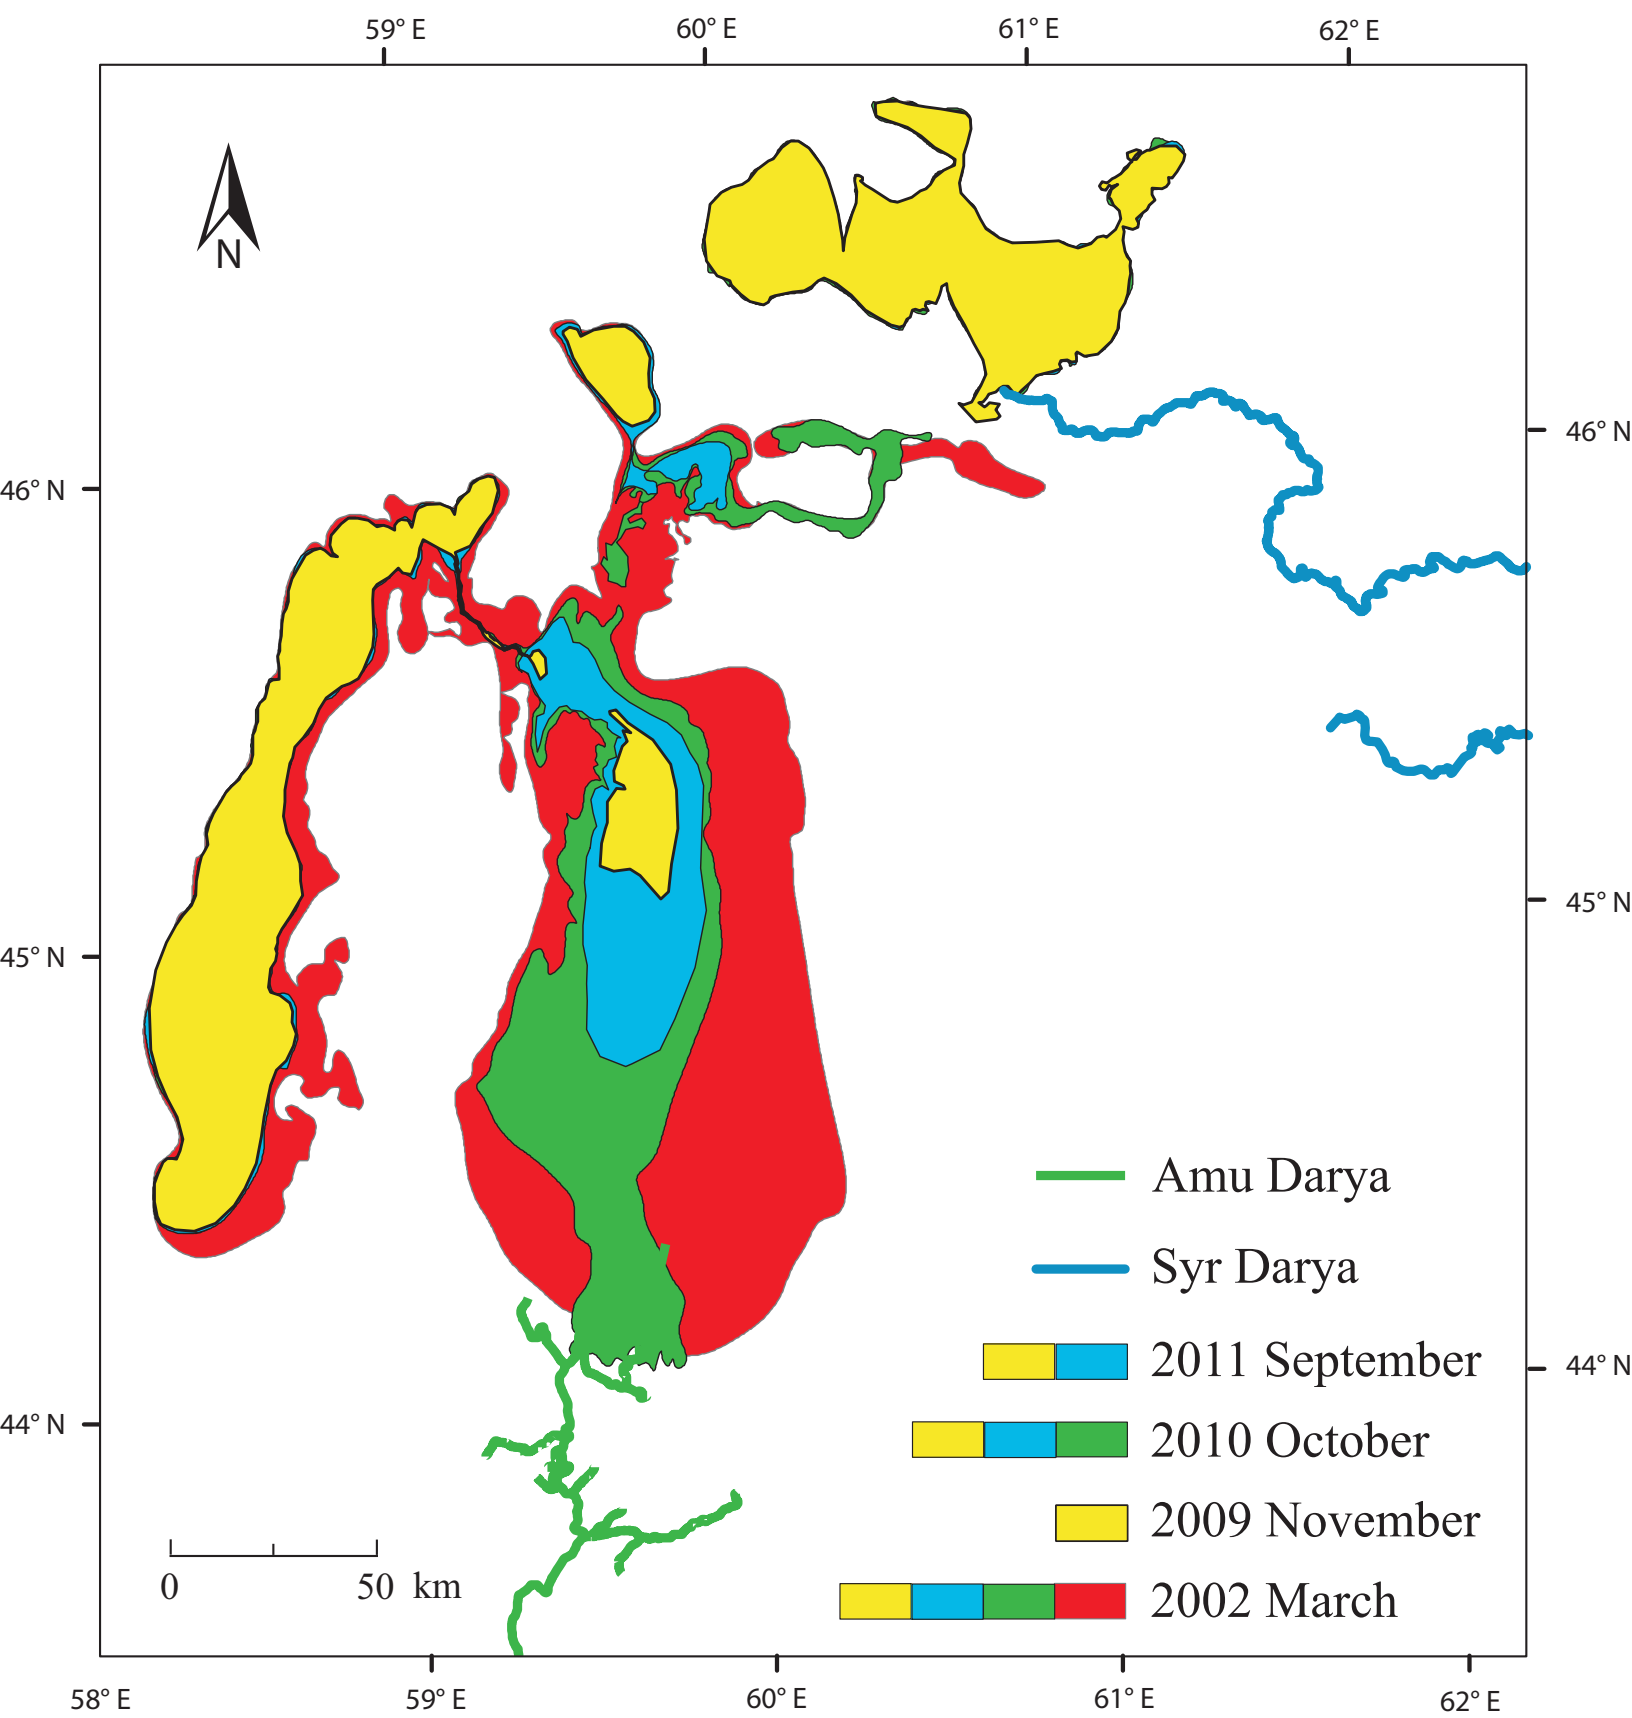 59° E 60° E 61° E 62° E
N
46° N
46° N
45° N
45° N
Amu Darya
Syr Darya
2011 September
44° N
44° N
2010 October
2009 November
0 50 km
2002 March
58° E 59° E 60° E 61° E 62° E